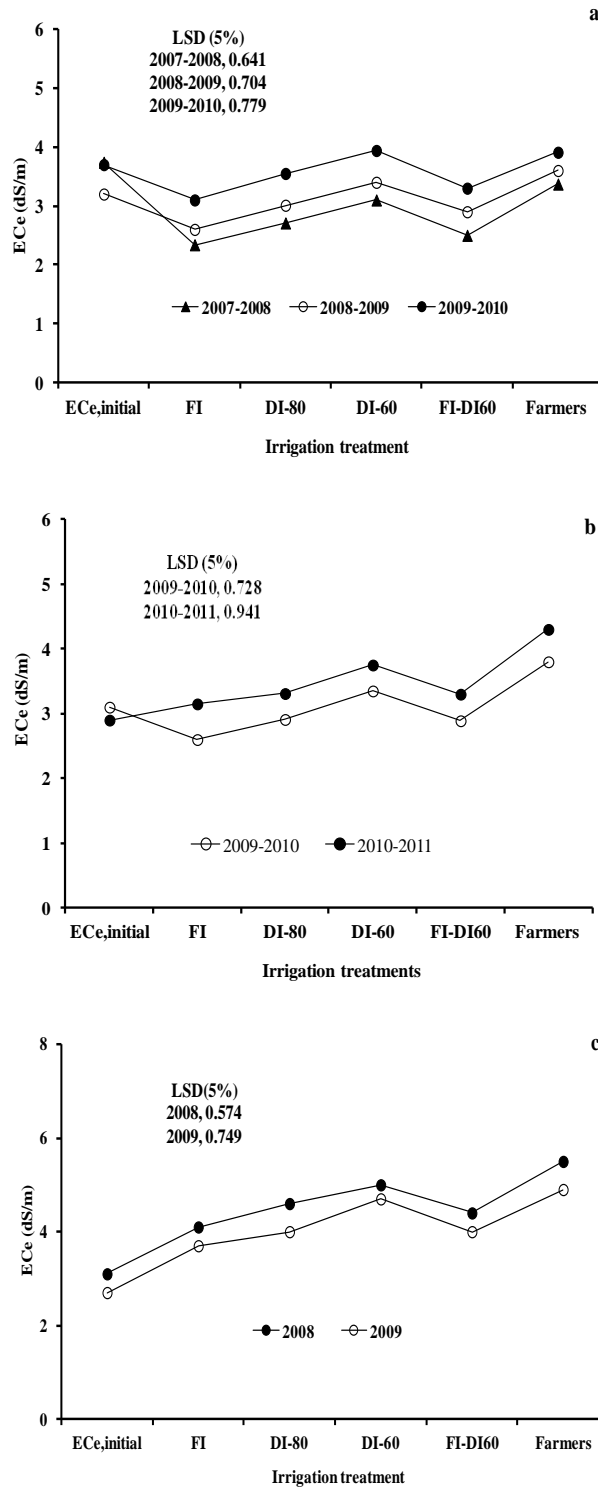 a
6
LSD (5%)
2007-2008, 0.641
2008-2009, 0.704
2009-2010, 0.779
5
4
3
2
1
0
ECe (dS/m)
2007-2008 2008-2009 2009-2010
ECe,initial FI DI-80 DI-60 FI-DI60 Farmers
Irrigation treatment
b
6
LSD (5%)
2009-2010, 0.728
2010-2011, 0.941
5
4
3
2
1
0
ECe (dS/m)
2009-2010 2010-2011
ECe,initial FI DI-80 DI-60 FI-DI60 Farmers
Irrigation treatments
c
8
LSD(5%)
2008, 0.574
2009, 0.749
6
4
2
0
ECe (dS/m)
2008 2009
ECe,initial FI DI-80 DI-60 FI-DI60 Farmers
Irrigation treatment